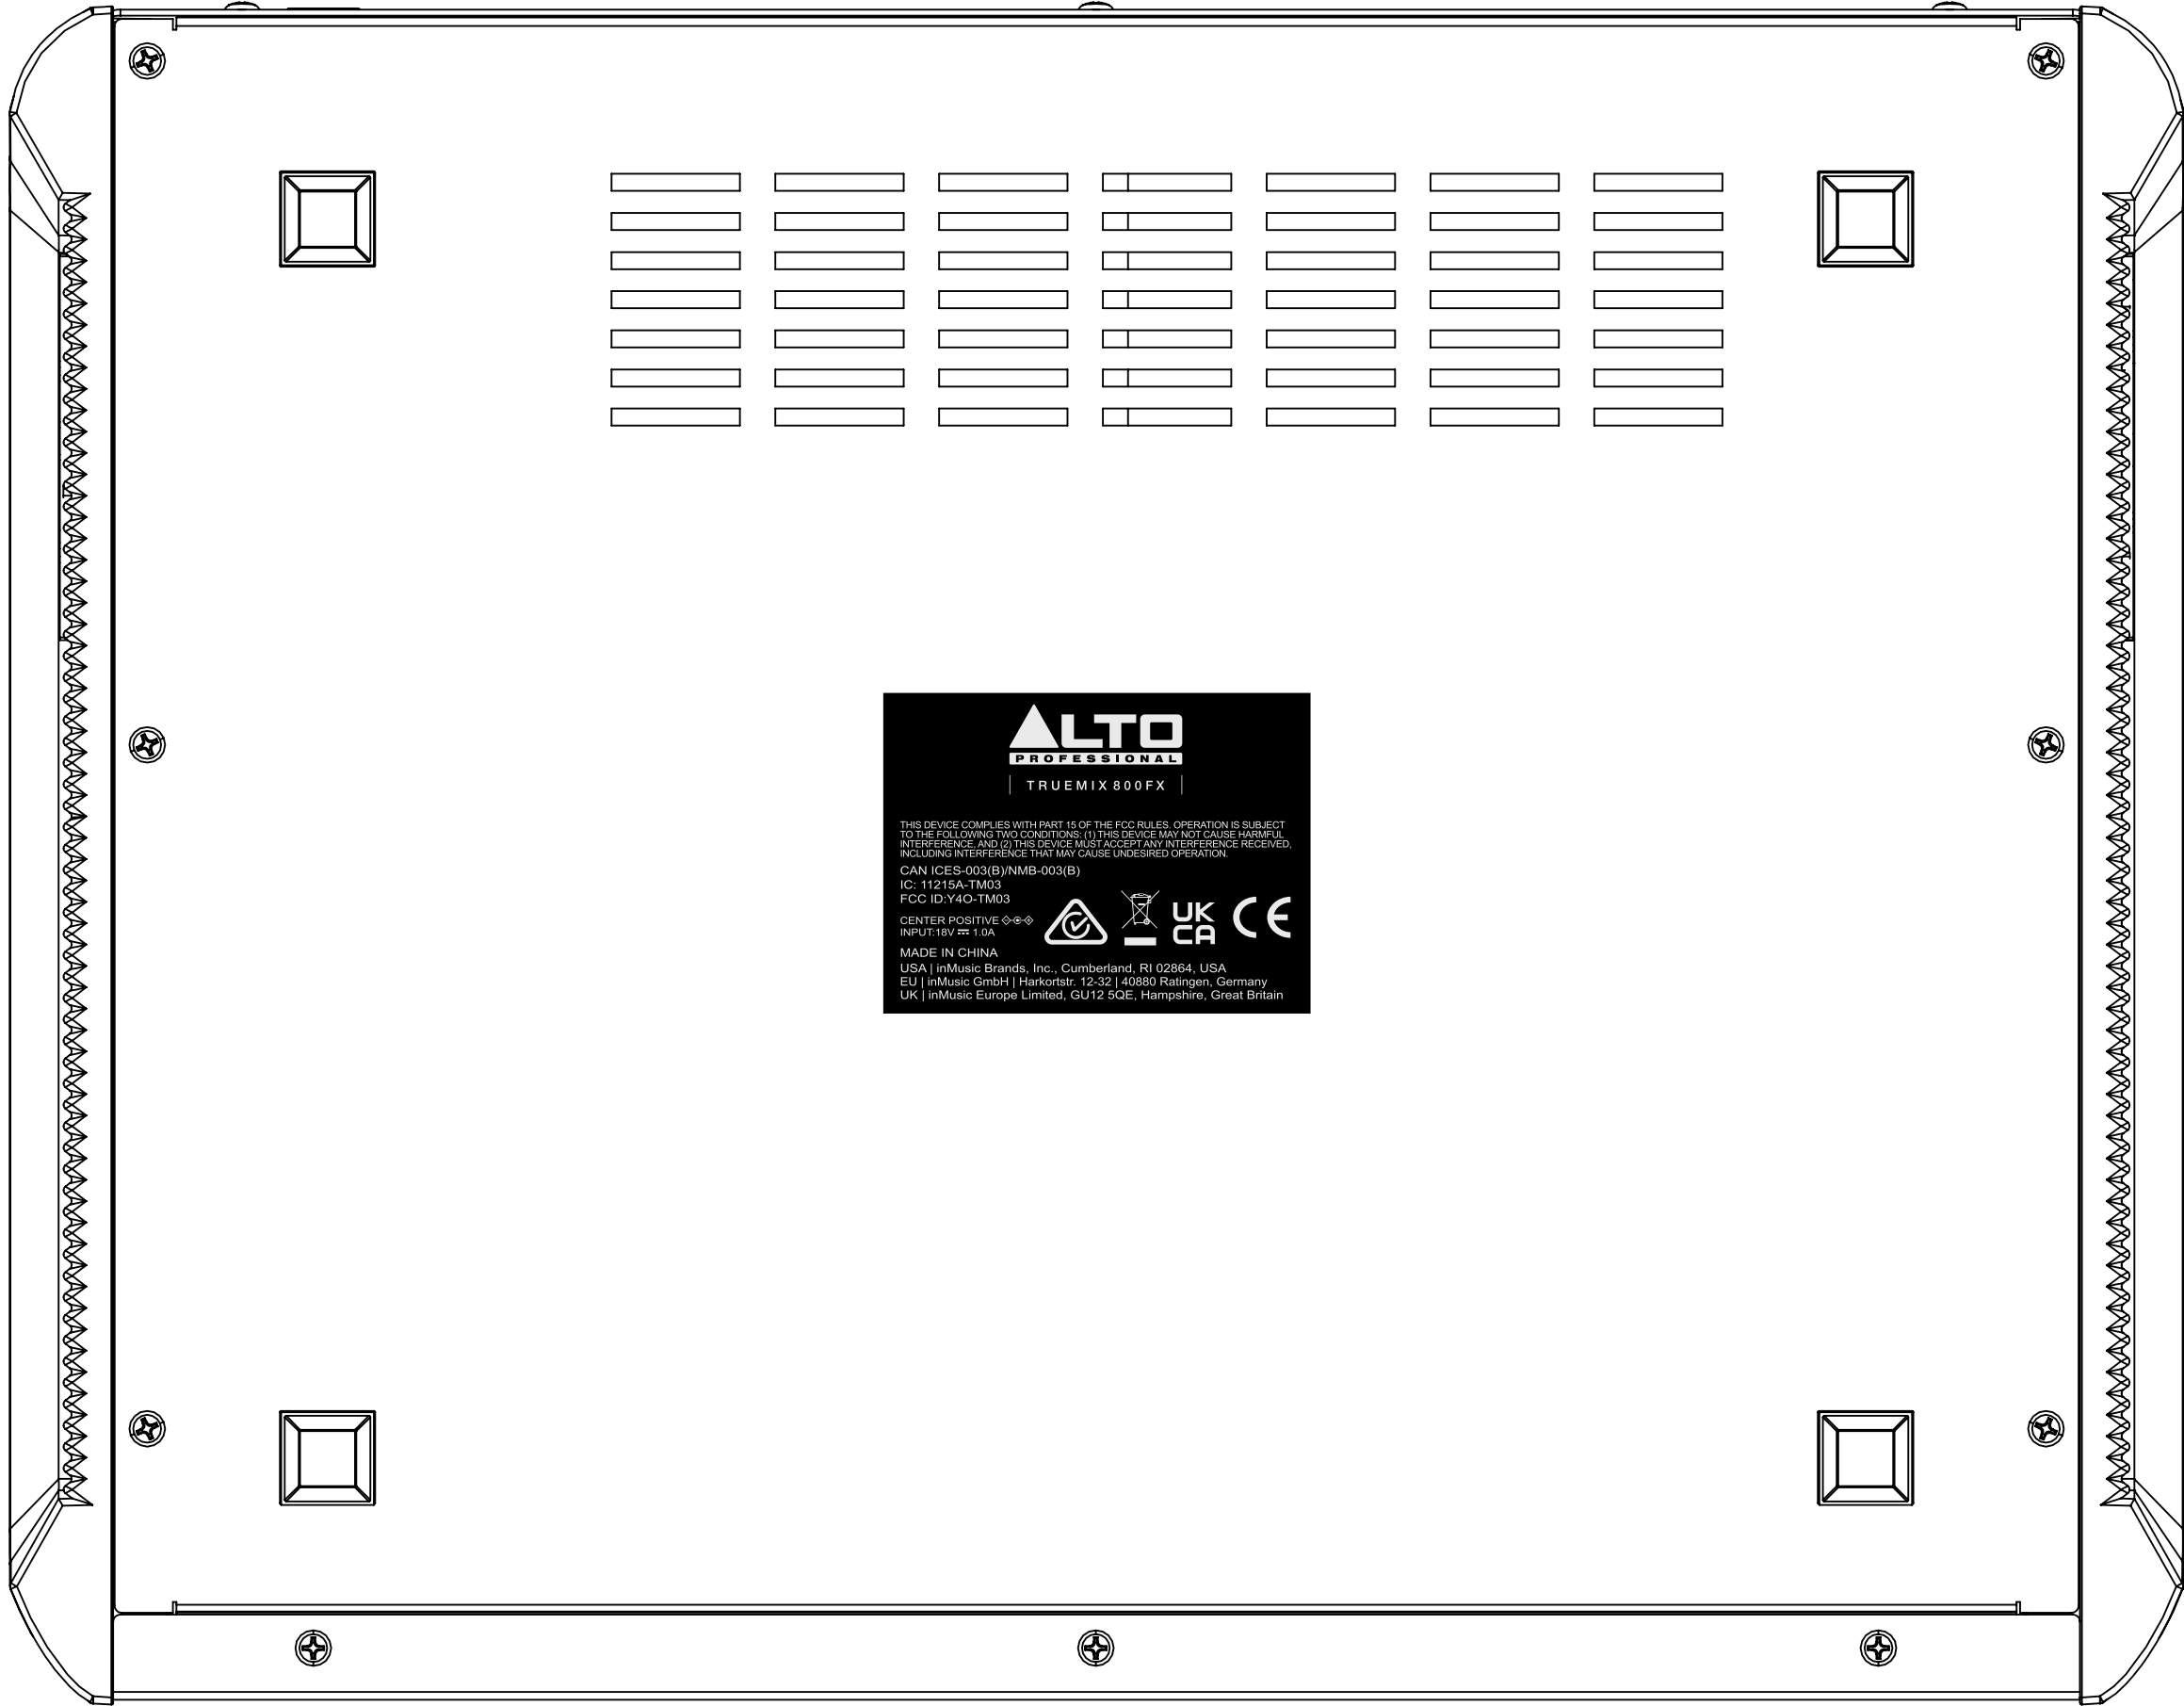 ALTO
PROFESSIONAL
TRUEMIX 800FX
THIS DEVICE COMPLIES WITH PART 15 OF THE FCC RULES. OPERATION IS SUBJECT
TO THE FOLLOWING TWO CONDITIONS: (1) THIS DEVICE MAY NOT CAUSE HARMFUL
INTERFERENCE, AND (2) THIS DEVICE MUST ACCEPT ANY INTERFERENCE RECEIVED,
INCLUDING INTERFERENCE THAT MAY CAUSE UNDESIRED OPERATION.
CAN ICES-003(B)/NMB-003(B)
IC: 11215A-TM03
FCC ID:Y4O-TM03
CENTER POSITIVE
INPUT:18V ⎓ 1.0A
UK
CA
CE
MADE IN CHINA
USA | inMusic Brands, Inc., Cumberland, RI 02864, USA
EU | inMusic GmbH | Harkortstr. 12-32 | 40880 Ratingen, Germany
UK | inMusic Europe Limited, GU12 5QE, Hampshire, Great Britain